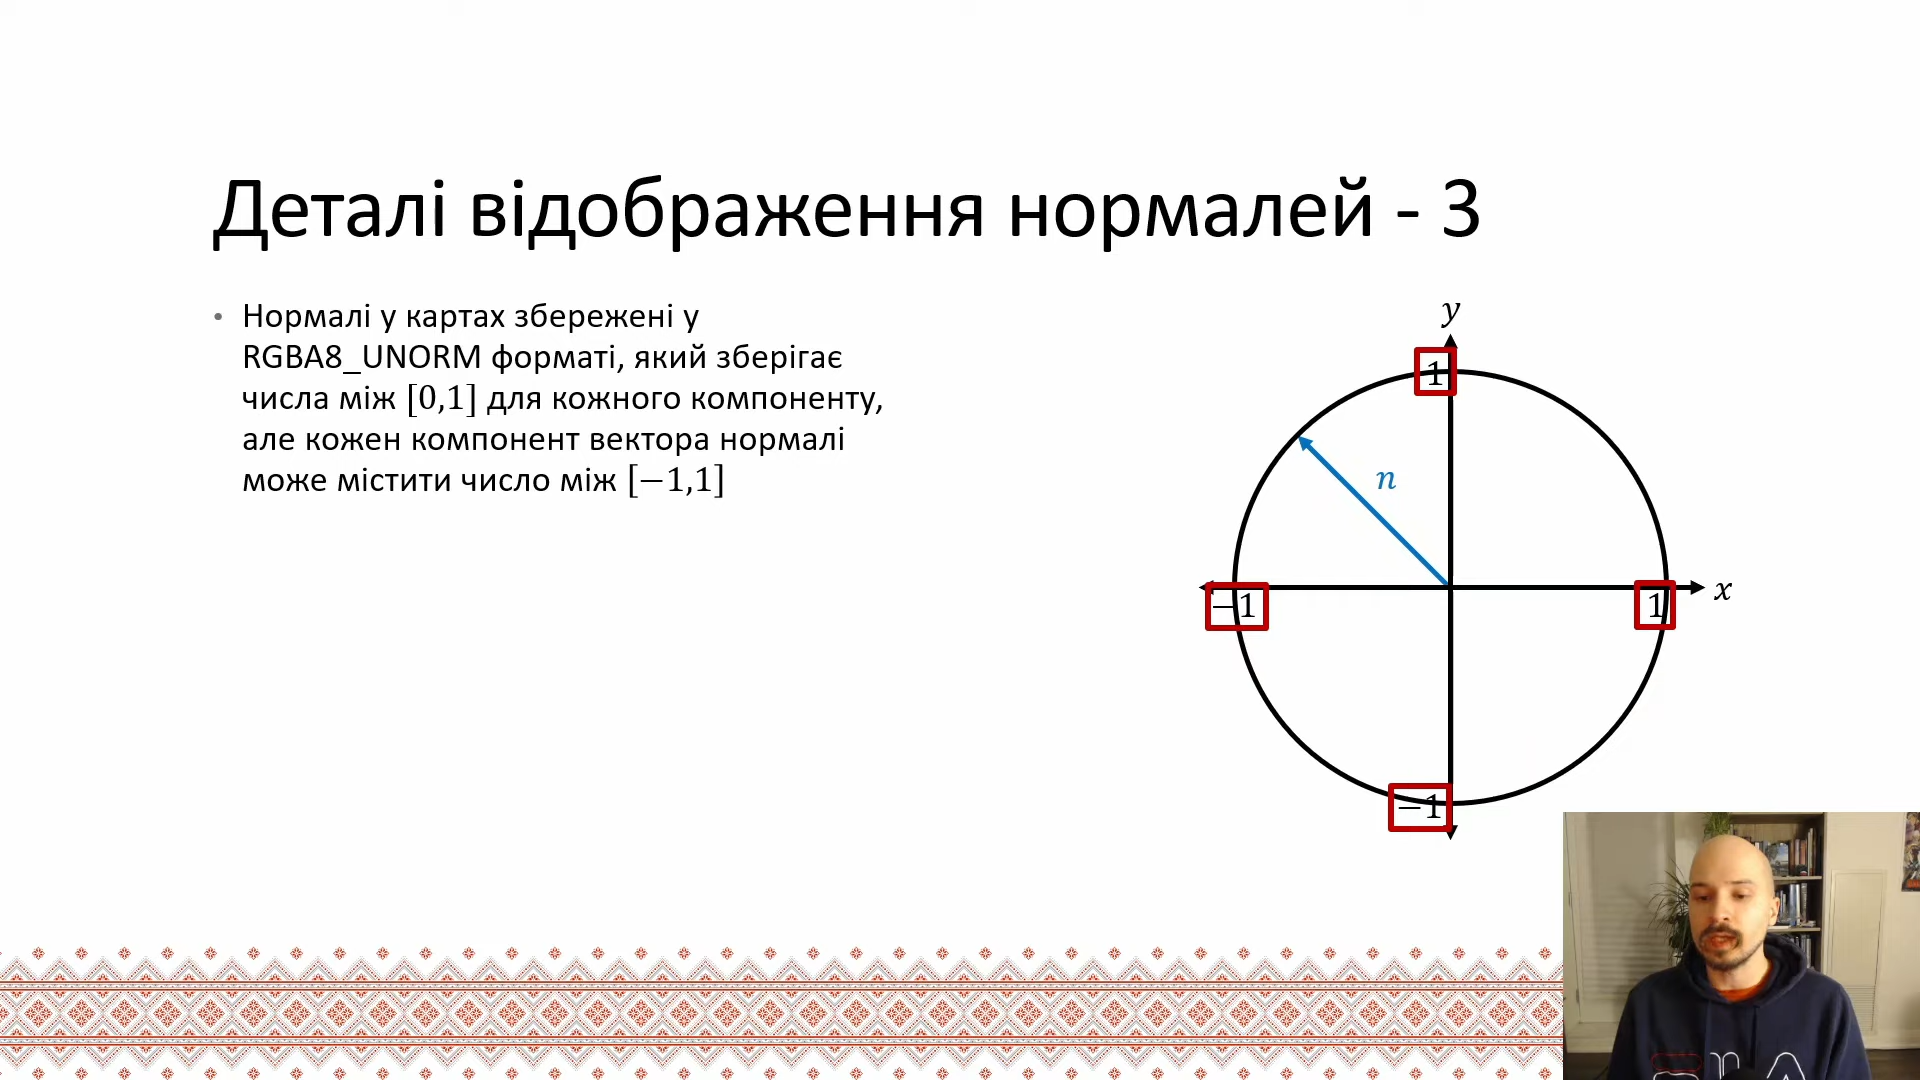 Деталі відображення нормалей - 3
• Нормалі у картах збережені у
RGBA8_UNORM форматі, який зберігає
числа між [0,1] для кожного компоненту,
але кожен компонент вектора нормалі
може містити число між [−1,1]
y
1
n
−1
1
x
−1